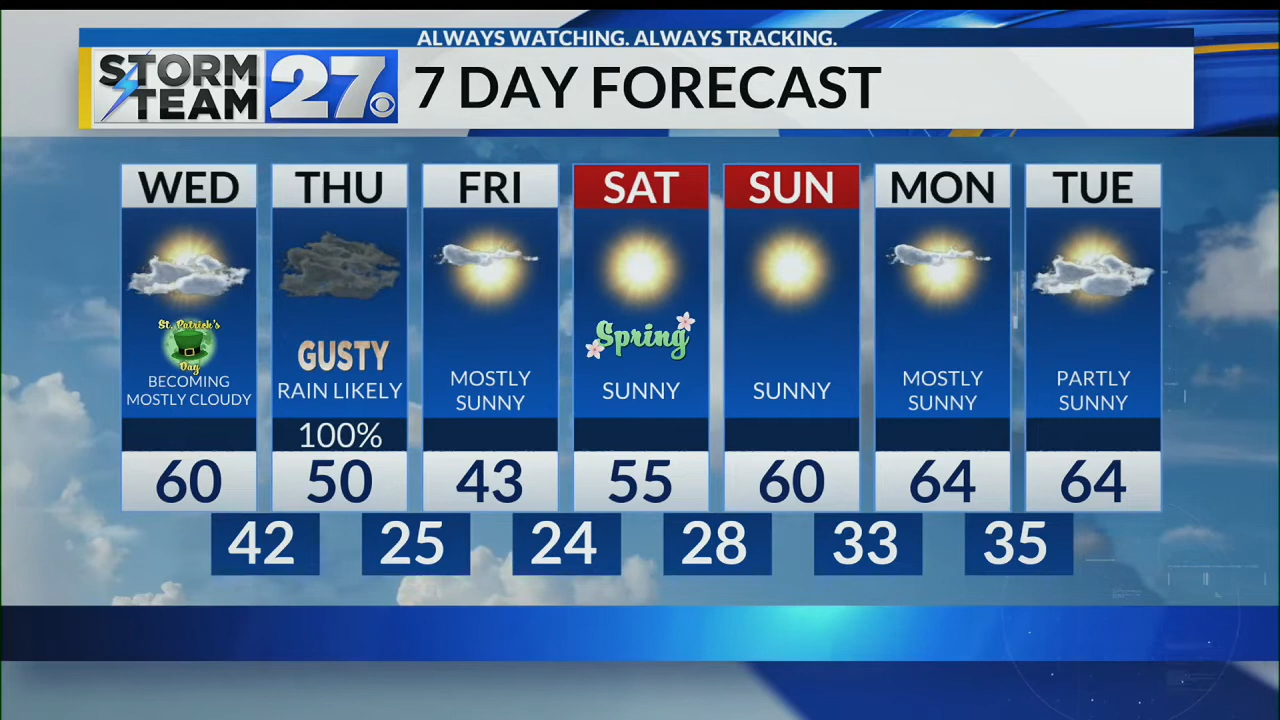 ALWAYS WATCHING. ALWAYS TRACKING.
STORM
TEAM
27
7 DAY FORECAST
WED
THU
FRI
SAT
SUN
MON
TUE
St. Patrick's
Day
BECOMING
MOSTLY CLOUDY
GUSTY
RAIN LIKELY
MOSTLY
SUNNY
Spring
SUNNY
SUNNY
MOSTLY
SUNNY
PARTLY
SUNNY
100%
60
50
43
55
60
64
64
42
25
24
28
33
35